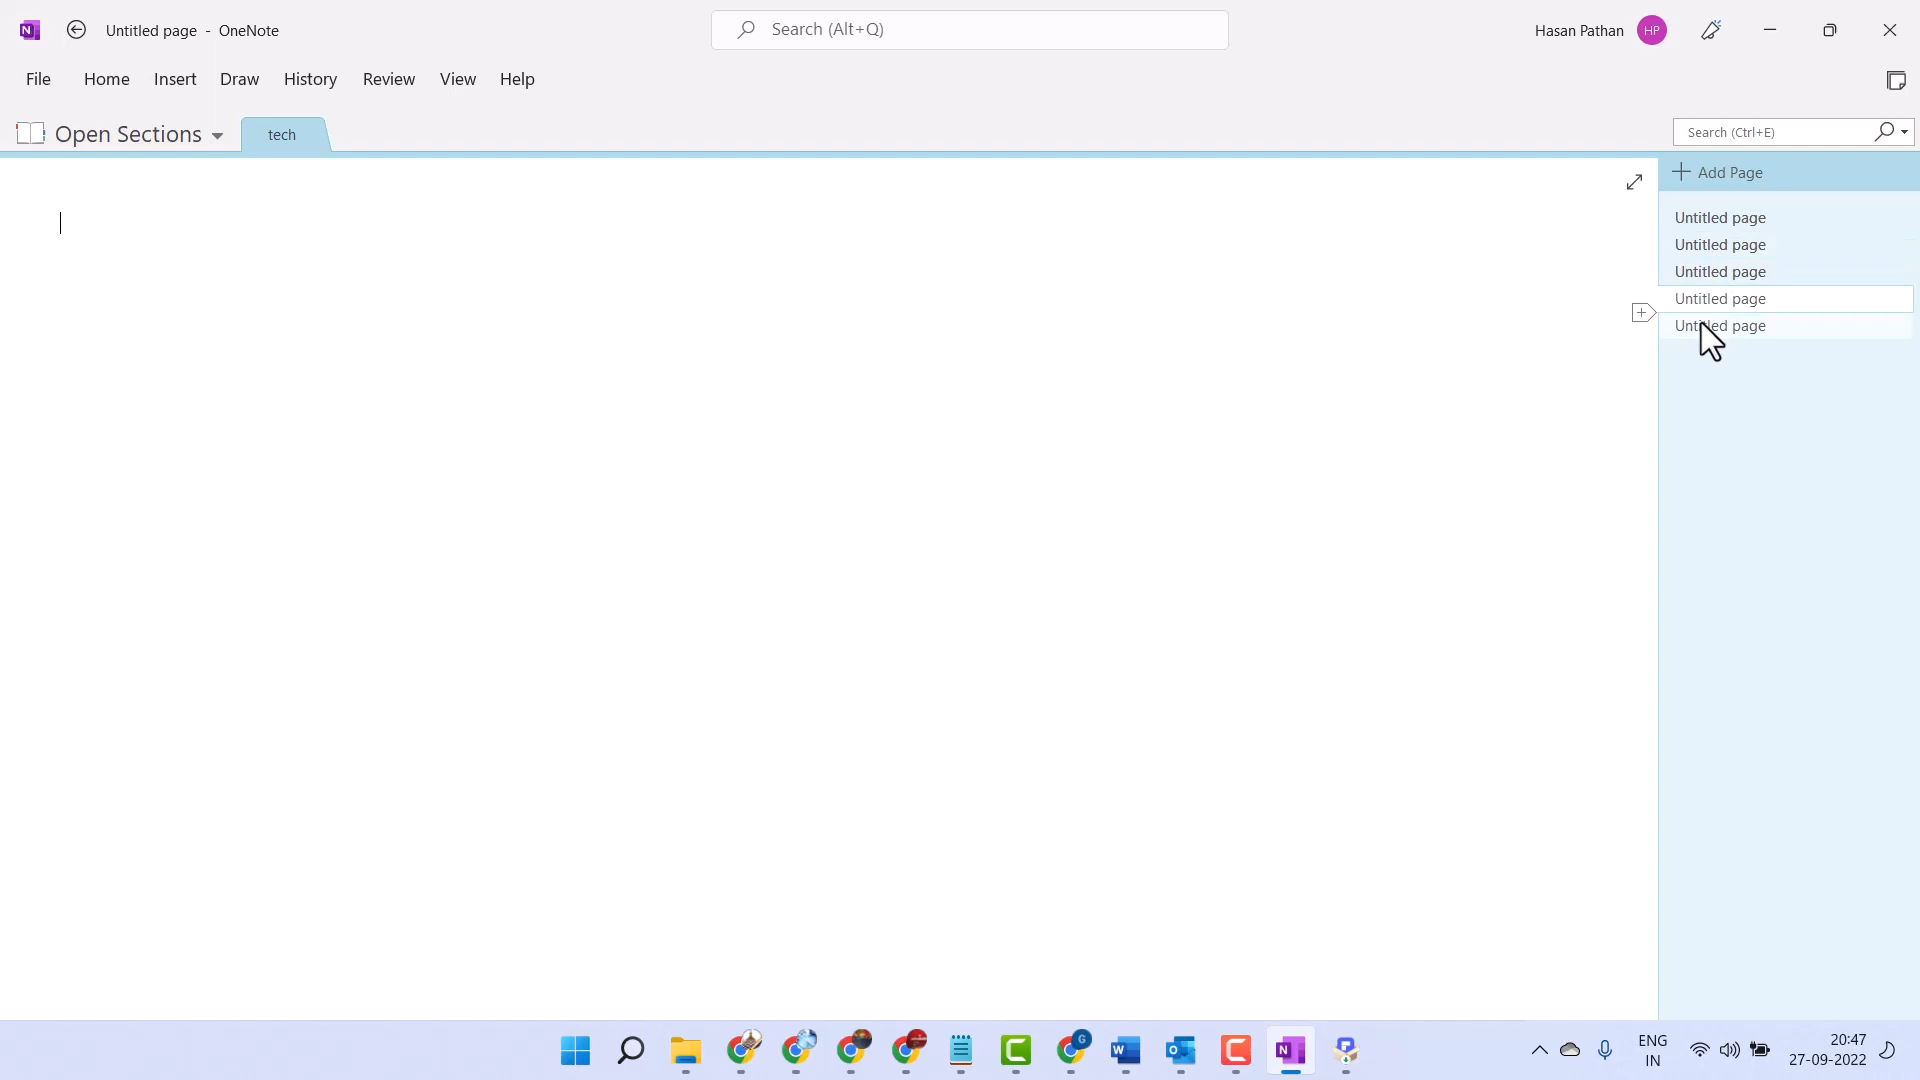 Untitled page - OneNote
Search (Alt+Q)
Hasan Pathan HP
File Home Insert Draw History Review View Help
Open Sections
tech
Search (Ctrl+E)
Add Page
Untitled page
Untitled page
Untitled page
Untitled page
Untitled page
ENG
IN
20:47
27-09-2022